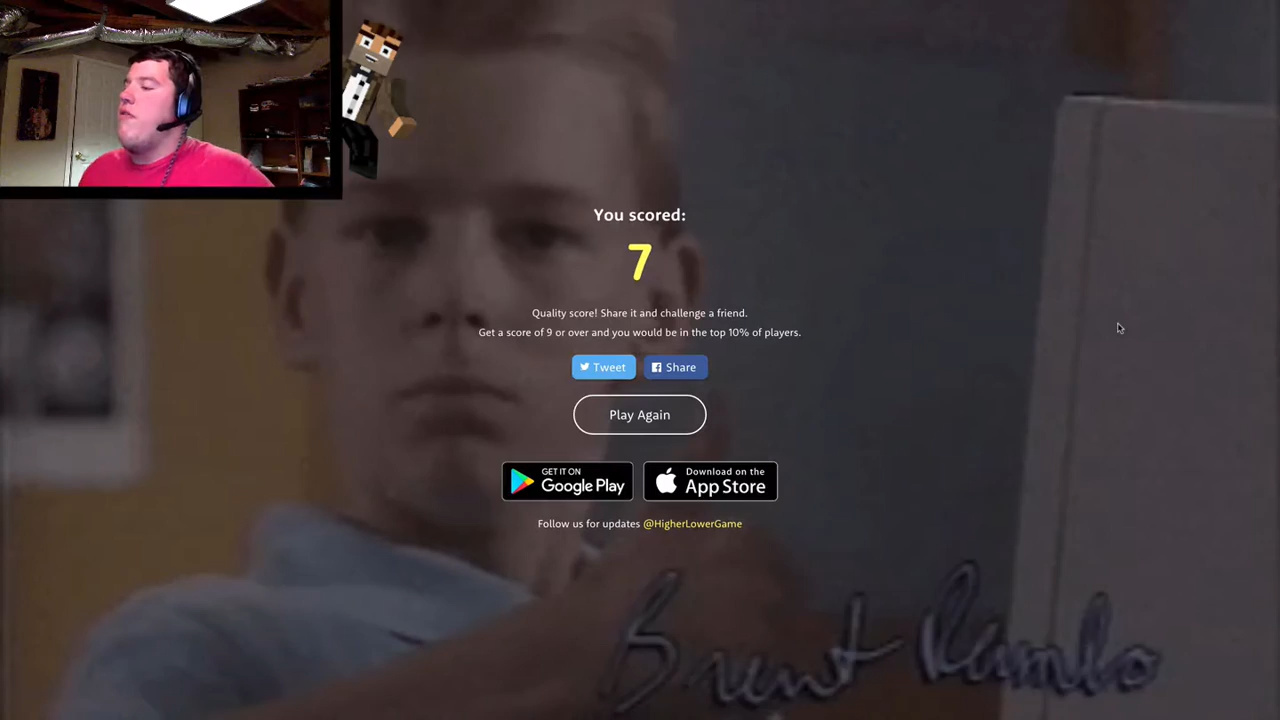 You scored:
7
Quality score! Share it and challenge a friend.
Get a score of 9 or over and you would be in the top 10% of players.
Tweet
Share
Play Again
GET IT ON
Google Play
Download on the
App Store
Follow us for updates @HigherLowerGame
Brent Rambo